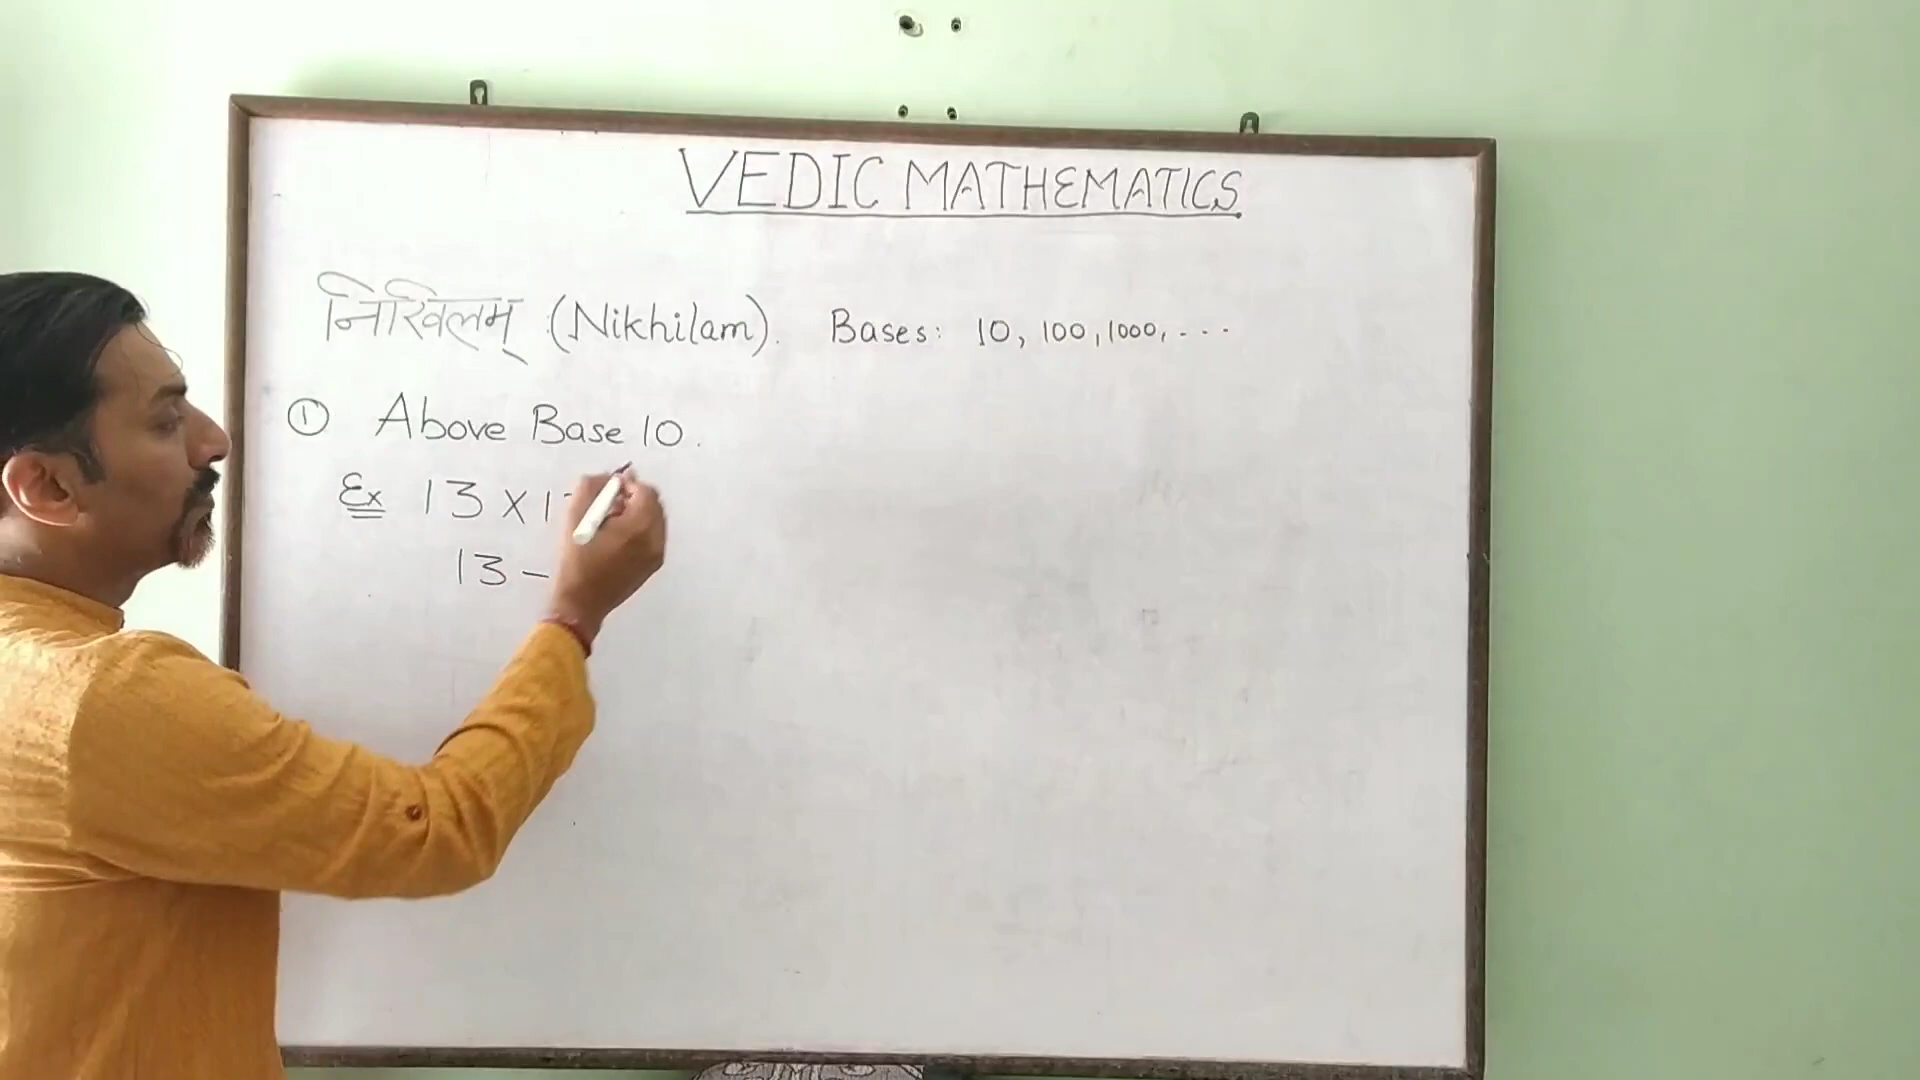 VEDIC MATHEMATICS
निखिलम् (Nikhilam). Bases: 10, 100, 1000, ...
① Above Base 10.
Ex 13 × 1
13 –